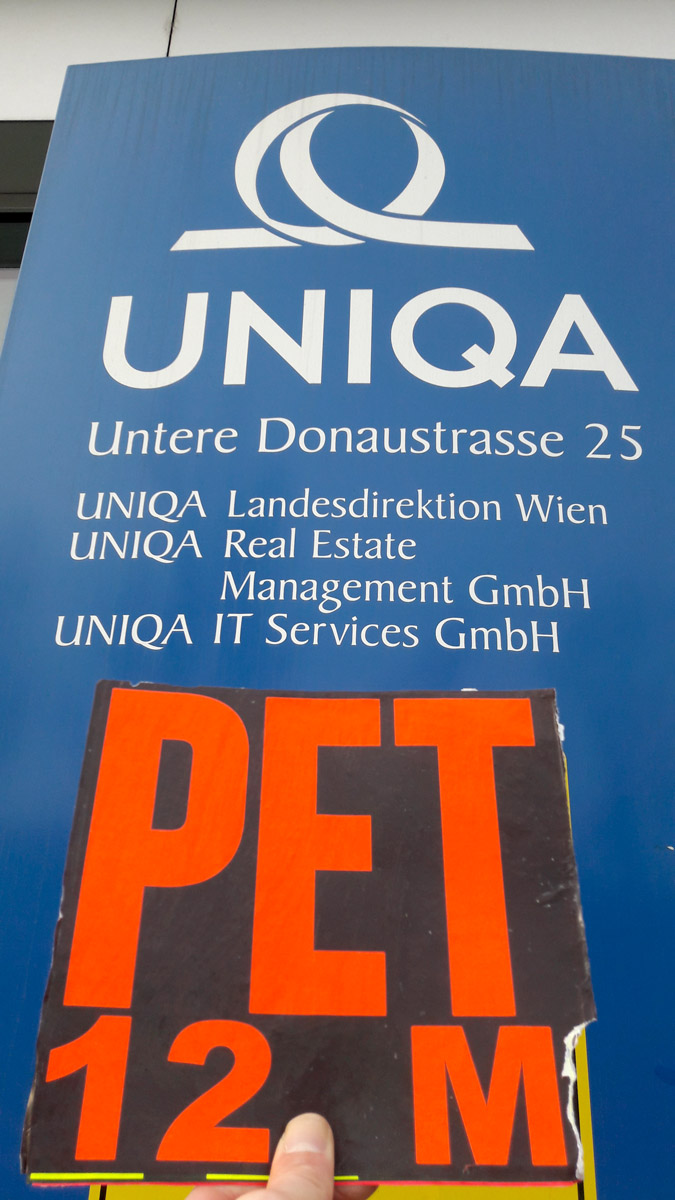 UNIQA
Untere Donaustrasse 25
UNIQA Landesdirektion Wien
UNIQA Real Estate
Management GmbH
UNIQA IT Services GmbH
PET
12 M